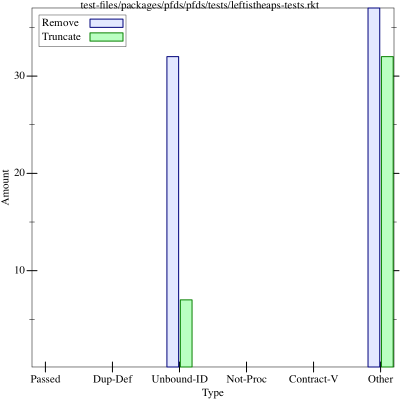 test-files/packages/pfds/pfds/tests/leftistheaps-tests.rkt
Remove
Truncate
30
20
10
Amount
Passed Dup-Def Unbound-ID Not-Proc Contract-V Other
Type